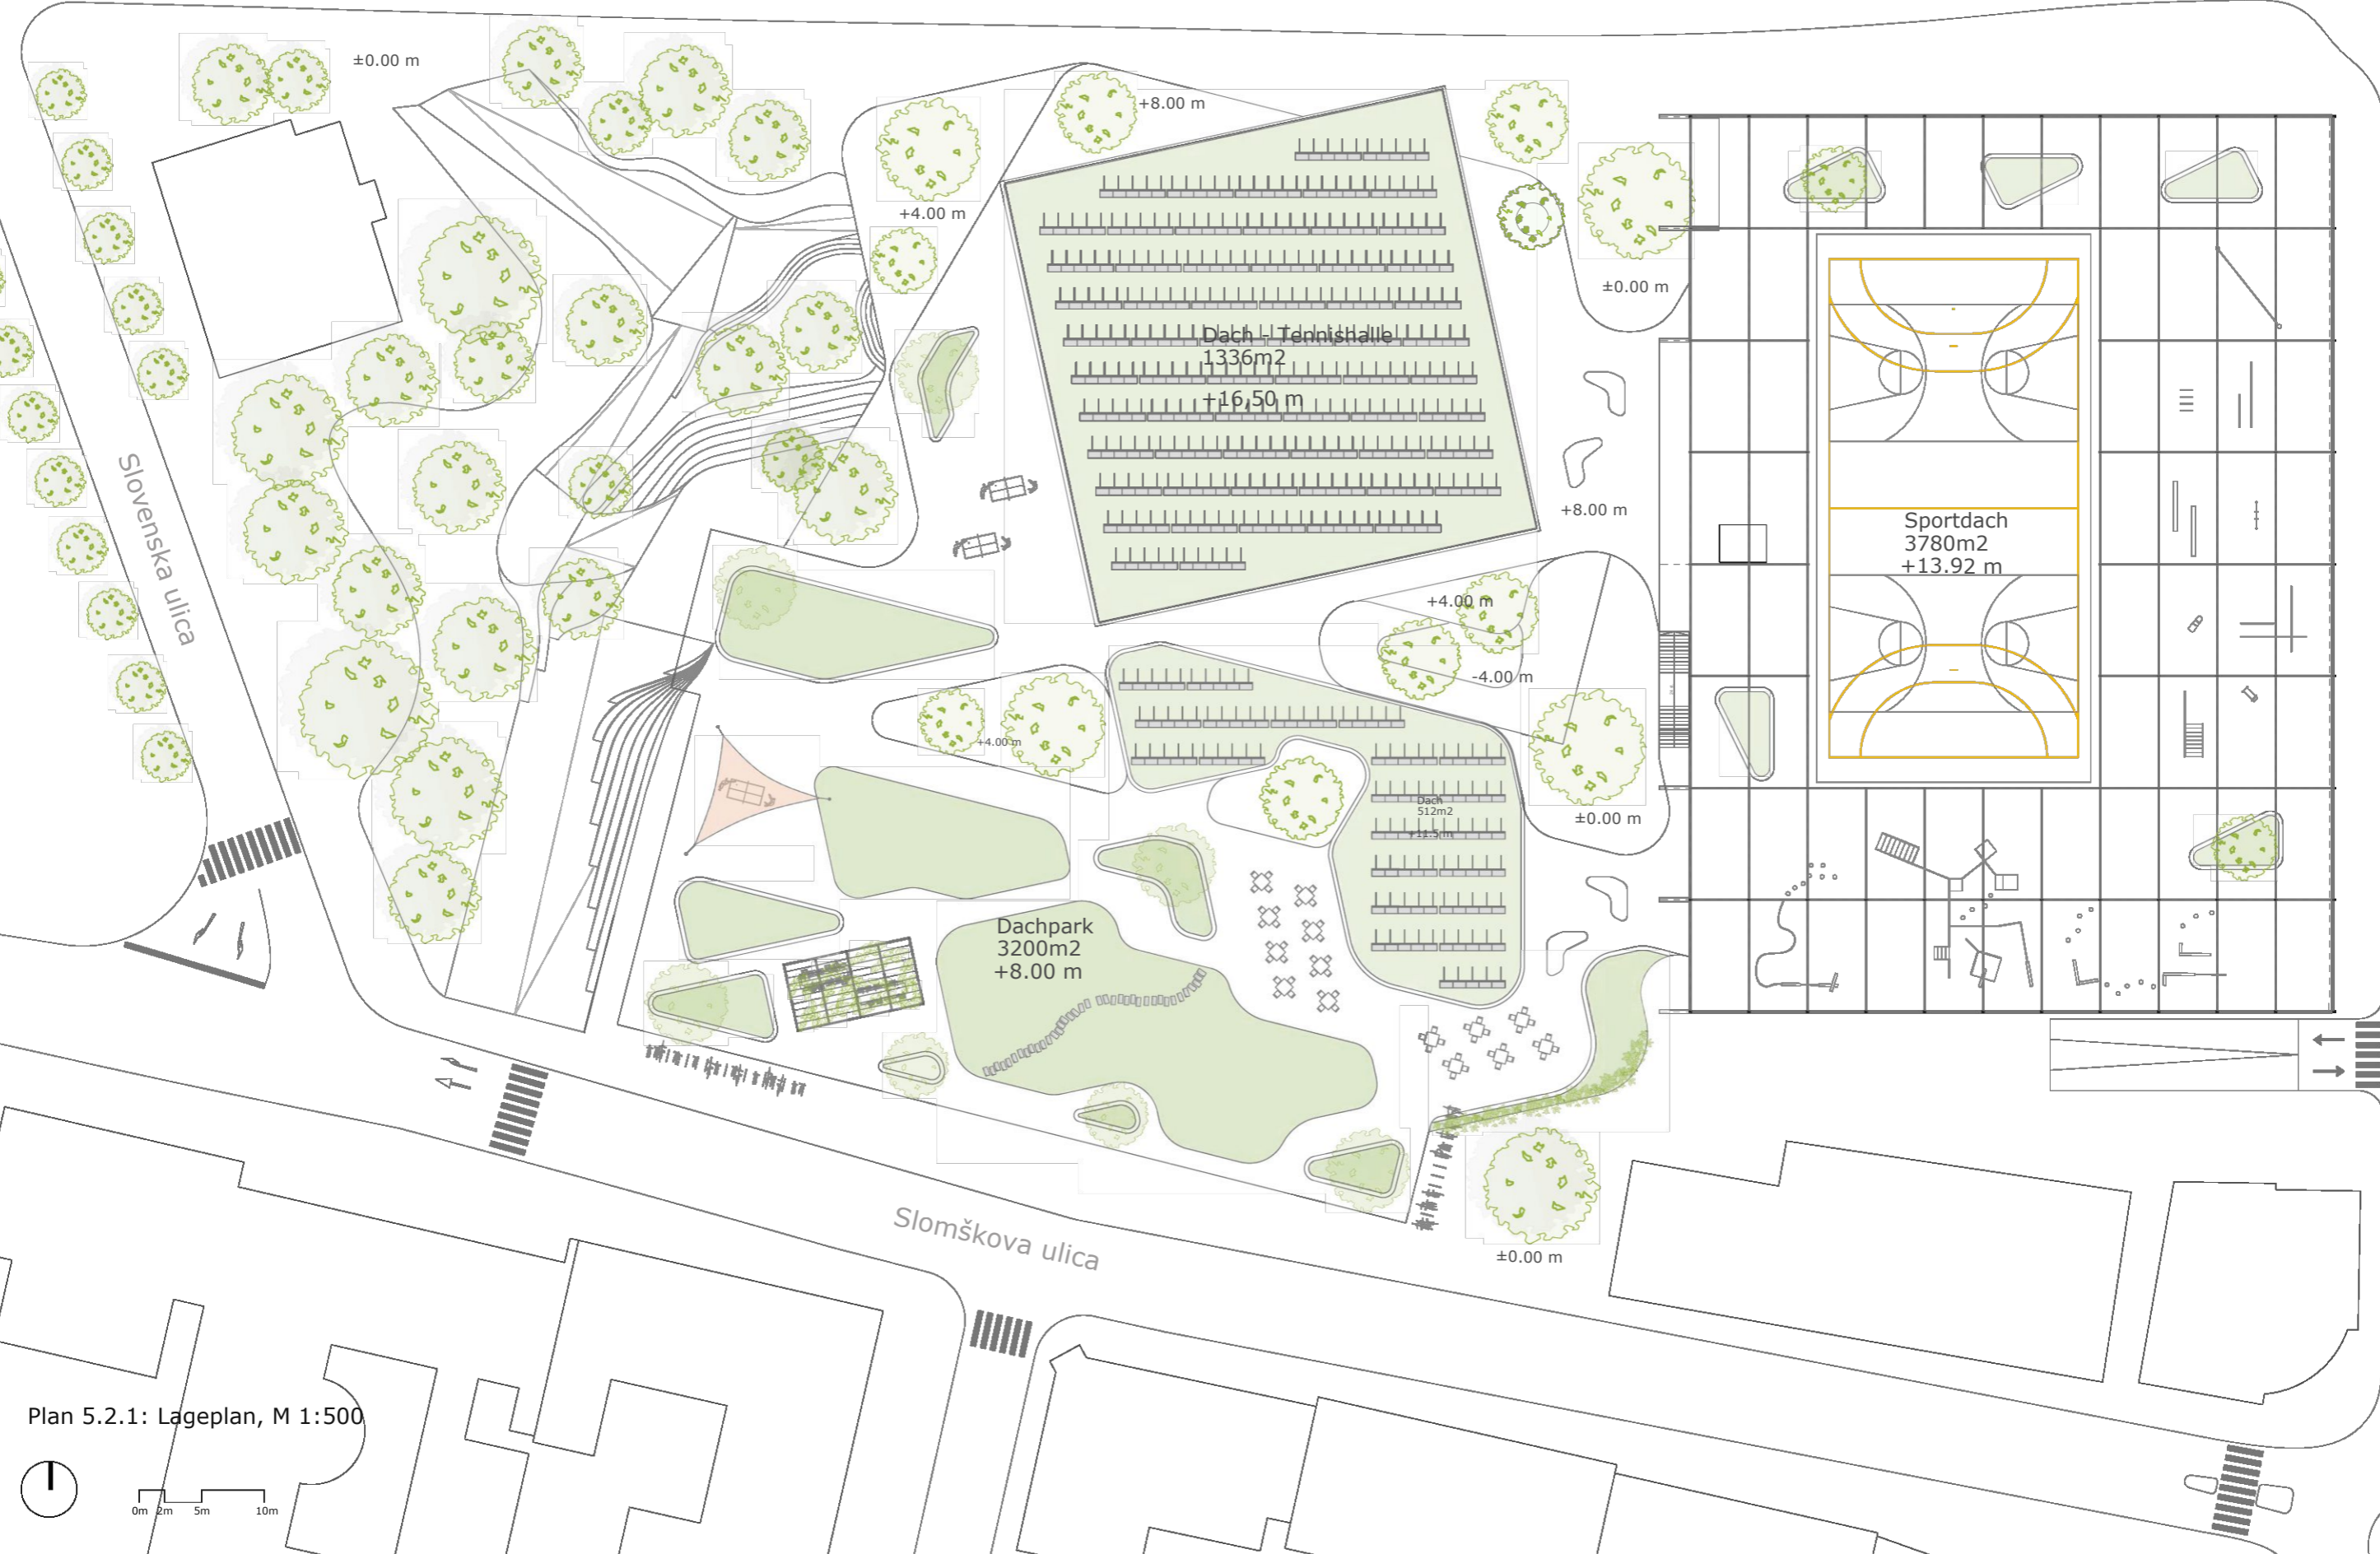 ±0.00 m
+8.00 m
+4.00 m
±0.00 m
Dach - Tennishalle
1336m2
+16,50 m
+8.00 m
Sportdach
3780m2
+13.92 m
Slovenska ulica
+4.00 m
-4.00 m
+4.00 m
Dach
512m2
+11.5 m
±0.00 m
Dachpark
3200m2
+8.00 m
Slomškova ulica
±0.00 m
Plan 5.2.1: Lageplan, M 1:500
0m 2m 5m 10m